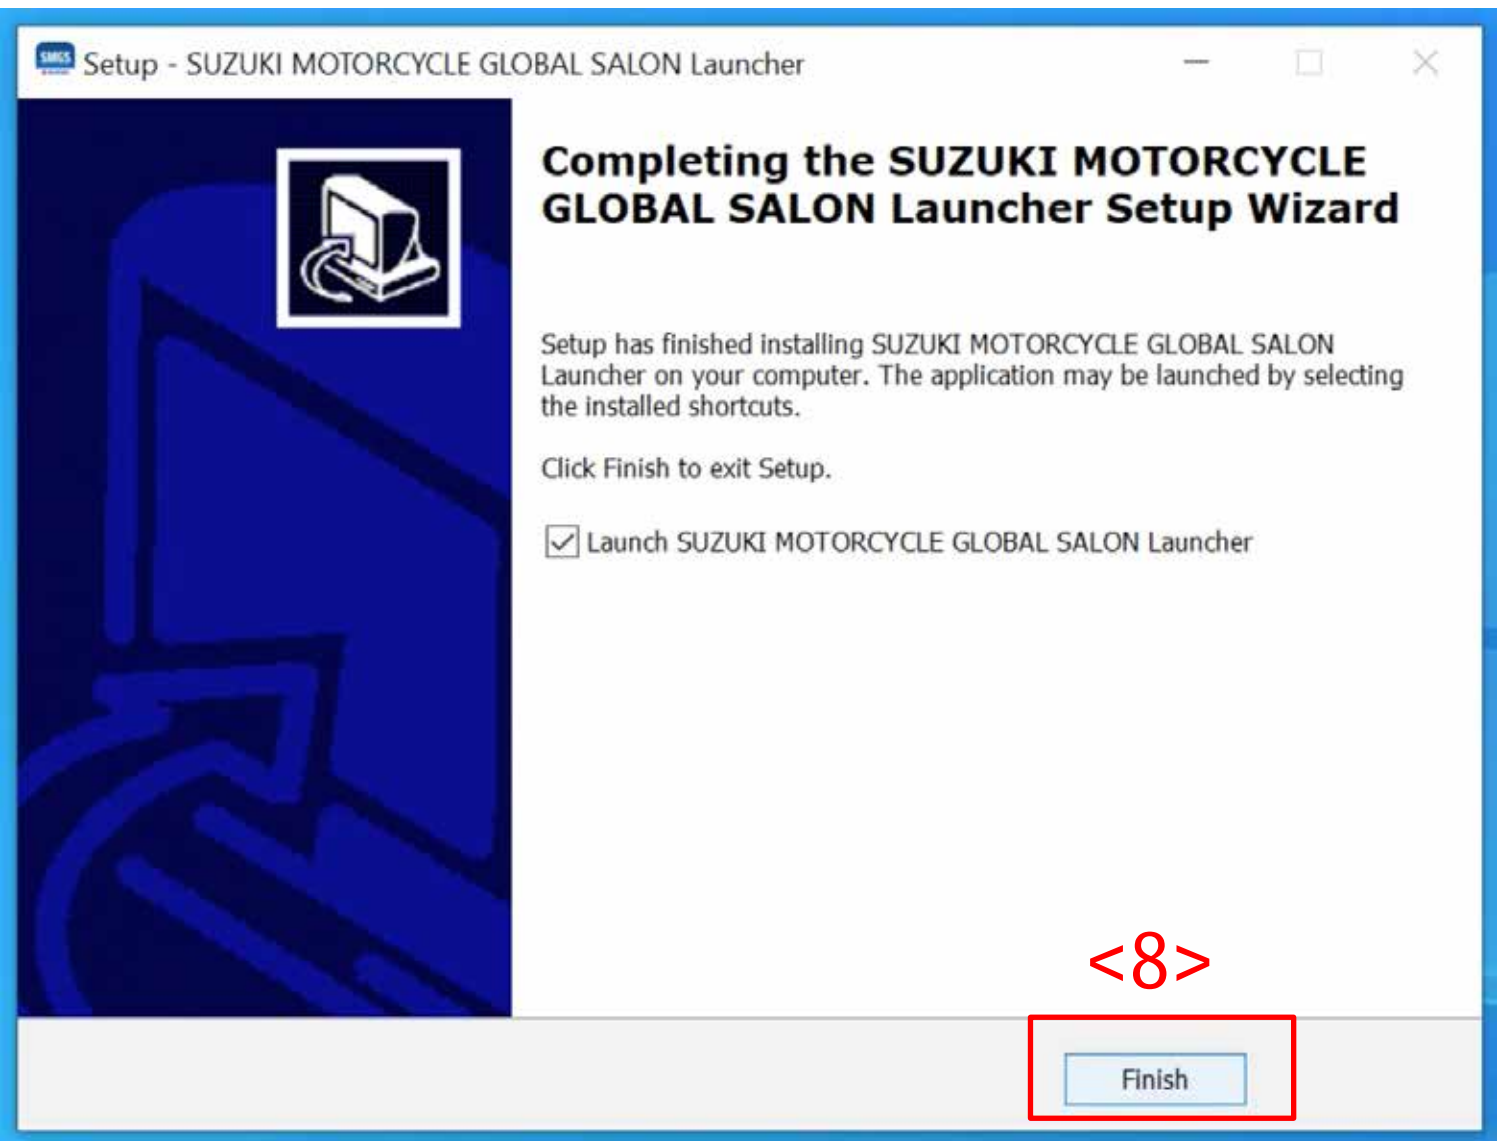 SMGS
Setup - SUZUKI MOTORCYCLE GLOBAL SALON Launcher
Completing the SUZUKI MOTORCYCLE
GLOBAL SALON Launcher Setup Wizard
Setup has finished installing SUZUKI MOTORCYCLE GLOBAL SALON
Launcher on your computer. The application may be launched by selecting
the installed shortcuts.
Click Finish to exit Setup.
Launch SUZUKI MOTORCYCLE GLOBAL SALON Launcher
<8>
Finish